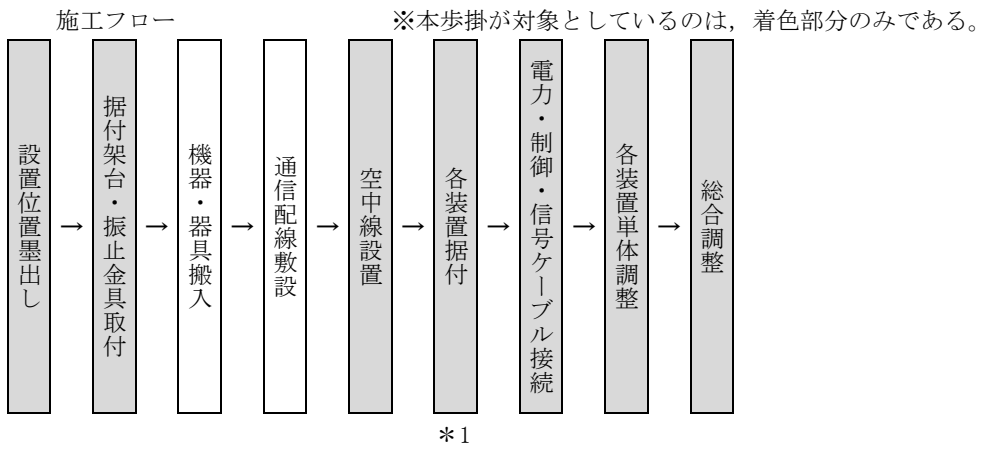 施工フロー
※本歩掛が対象としているのは，着色部分のみである。
設置位置墨出し
→
据付架台・振止金具取付
→
機器・器具搬入
→
通信配線敷設
→
空中線設置
→
各装置据付
→
電力・制御・信号ケーブル接続
→
各装置単体調整
→
総合調整
＊1